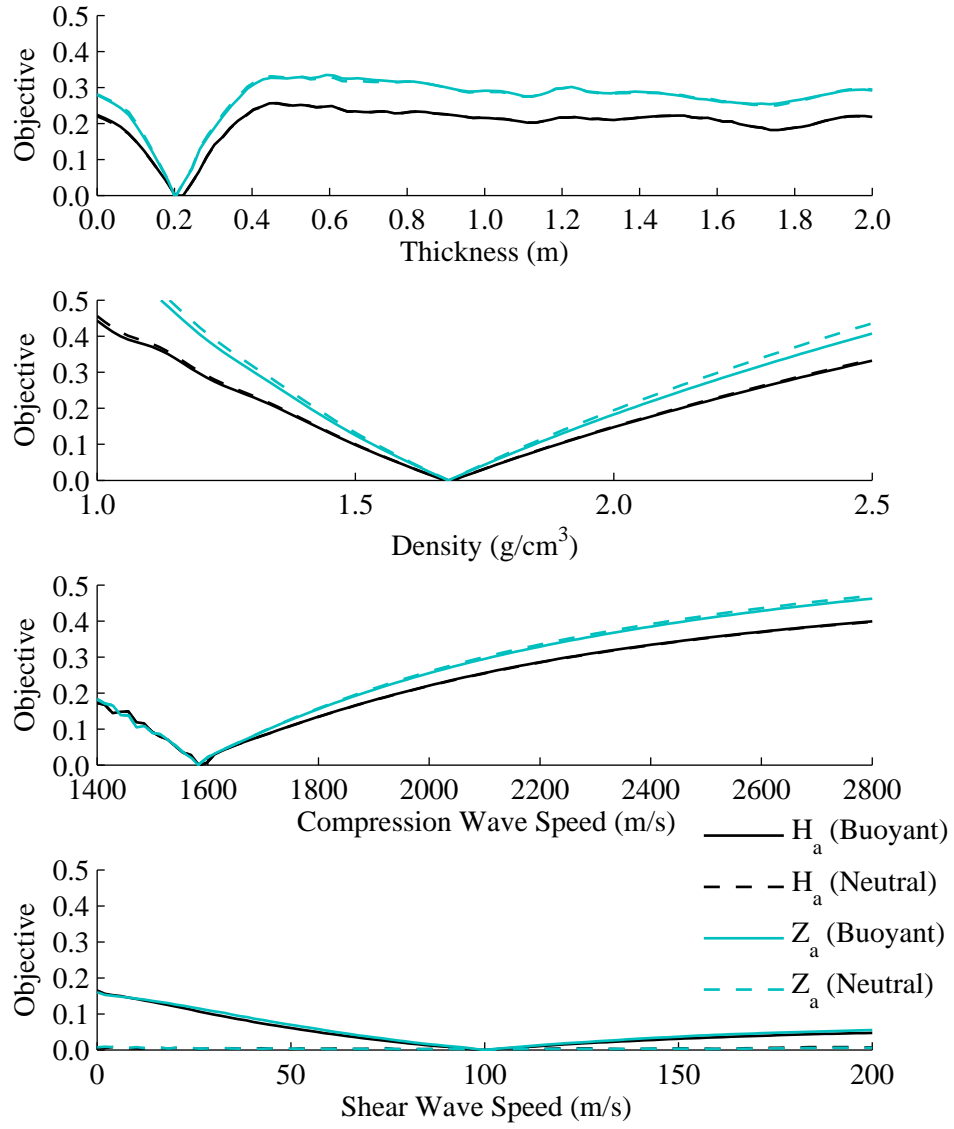 0.5
0.4
0.3
0.2
0.1
0.0
Objective
0.0 0.2 0.4 0.6 0.8 1.0 1.2 1.4 1.6 1.8 2.0
Thickness (m)
0.5
0.4
0.3
0.2
0.1
0.0
Objective
1.0 1.5 2.0 2.5
Density (g/cm³)
0.5
0.4
0.3
0.2
0.1
0.0
Objective
1400 1600 1800 2000 2200 2400 2600 2800
Compression Wave Speed (m/s)
H_a (Buoyant)
H_a (Neutral)
Z_a (Buoyant)
Z_a (Neutral)
0.5
0.4
0.3
0.2
0.1
0.0
Objective
0 50 100 150 200
Shear Wave Speed (m/s)